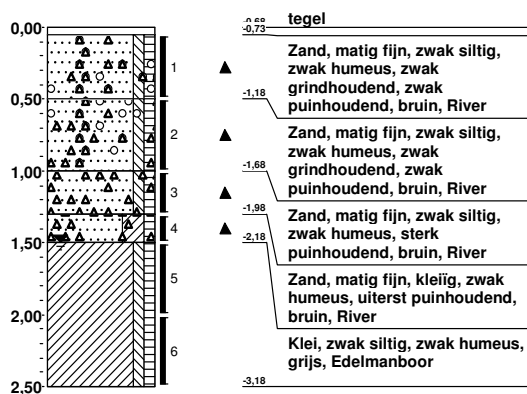 0,00
-0,68
tegel
-0,73
Zand, matig fijn, zwak siltig,
zwak humeus, zwak
grindhoudend, zwak
puinhoudend, bruin, River
1
0,50
-1,18
Zand, matig fijn, zwak siltig,
zwak humeus, zwak
grindhoudend, zwak
puinhoudend, bruin, River
2
1,00
-1,68
Zand, matig fijn, zwak siltig,
zwak humeus, sterk
puinhoudend, bruin, River
3
-1,98
Zand, matig fijn, kleiïg, zwak
humeus, uiterst puinhoudend,
bruin, River
4
1,50
-2,18
Klei, zwak siltig, zwak humeus,
grijs, Edelmanboor
5
2,00
6
2,50
-3,18